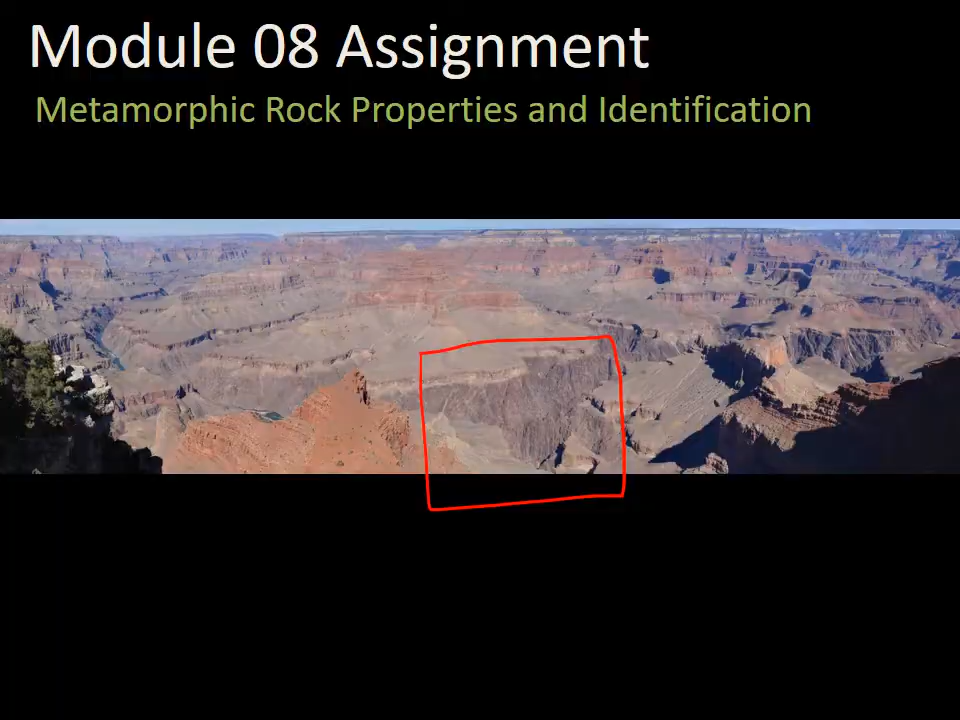 Module 08 Assignment
Metamorphic Rock Properties and Identification